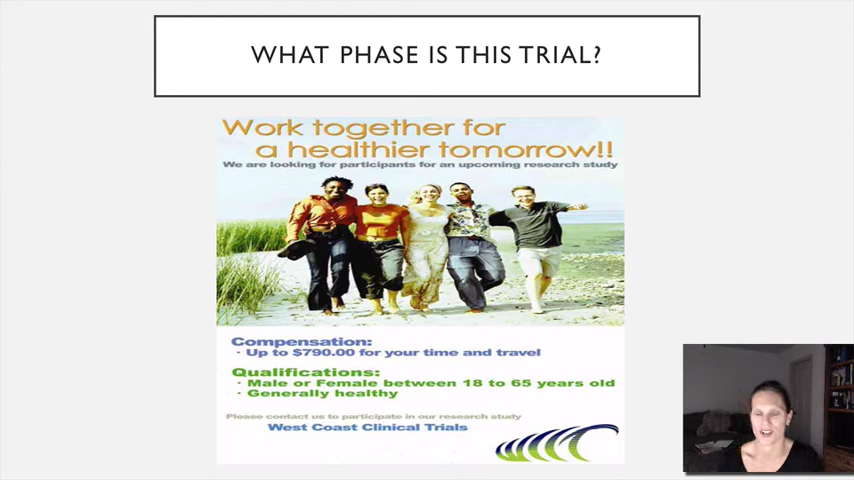 WHAT PHASE IS THIS TRIAL?
Work together for
a healthier tomorrow!!
We are looking for participants for an upcoming research study
Compensation:
· Up to $790.00 for your time and travel
Qualifications:
· Male or Female between 18 to 65 years old
· Generally healthy
Please contact us to participate in our research study
West Coast Clinical Trials
WCCT